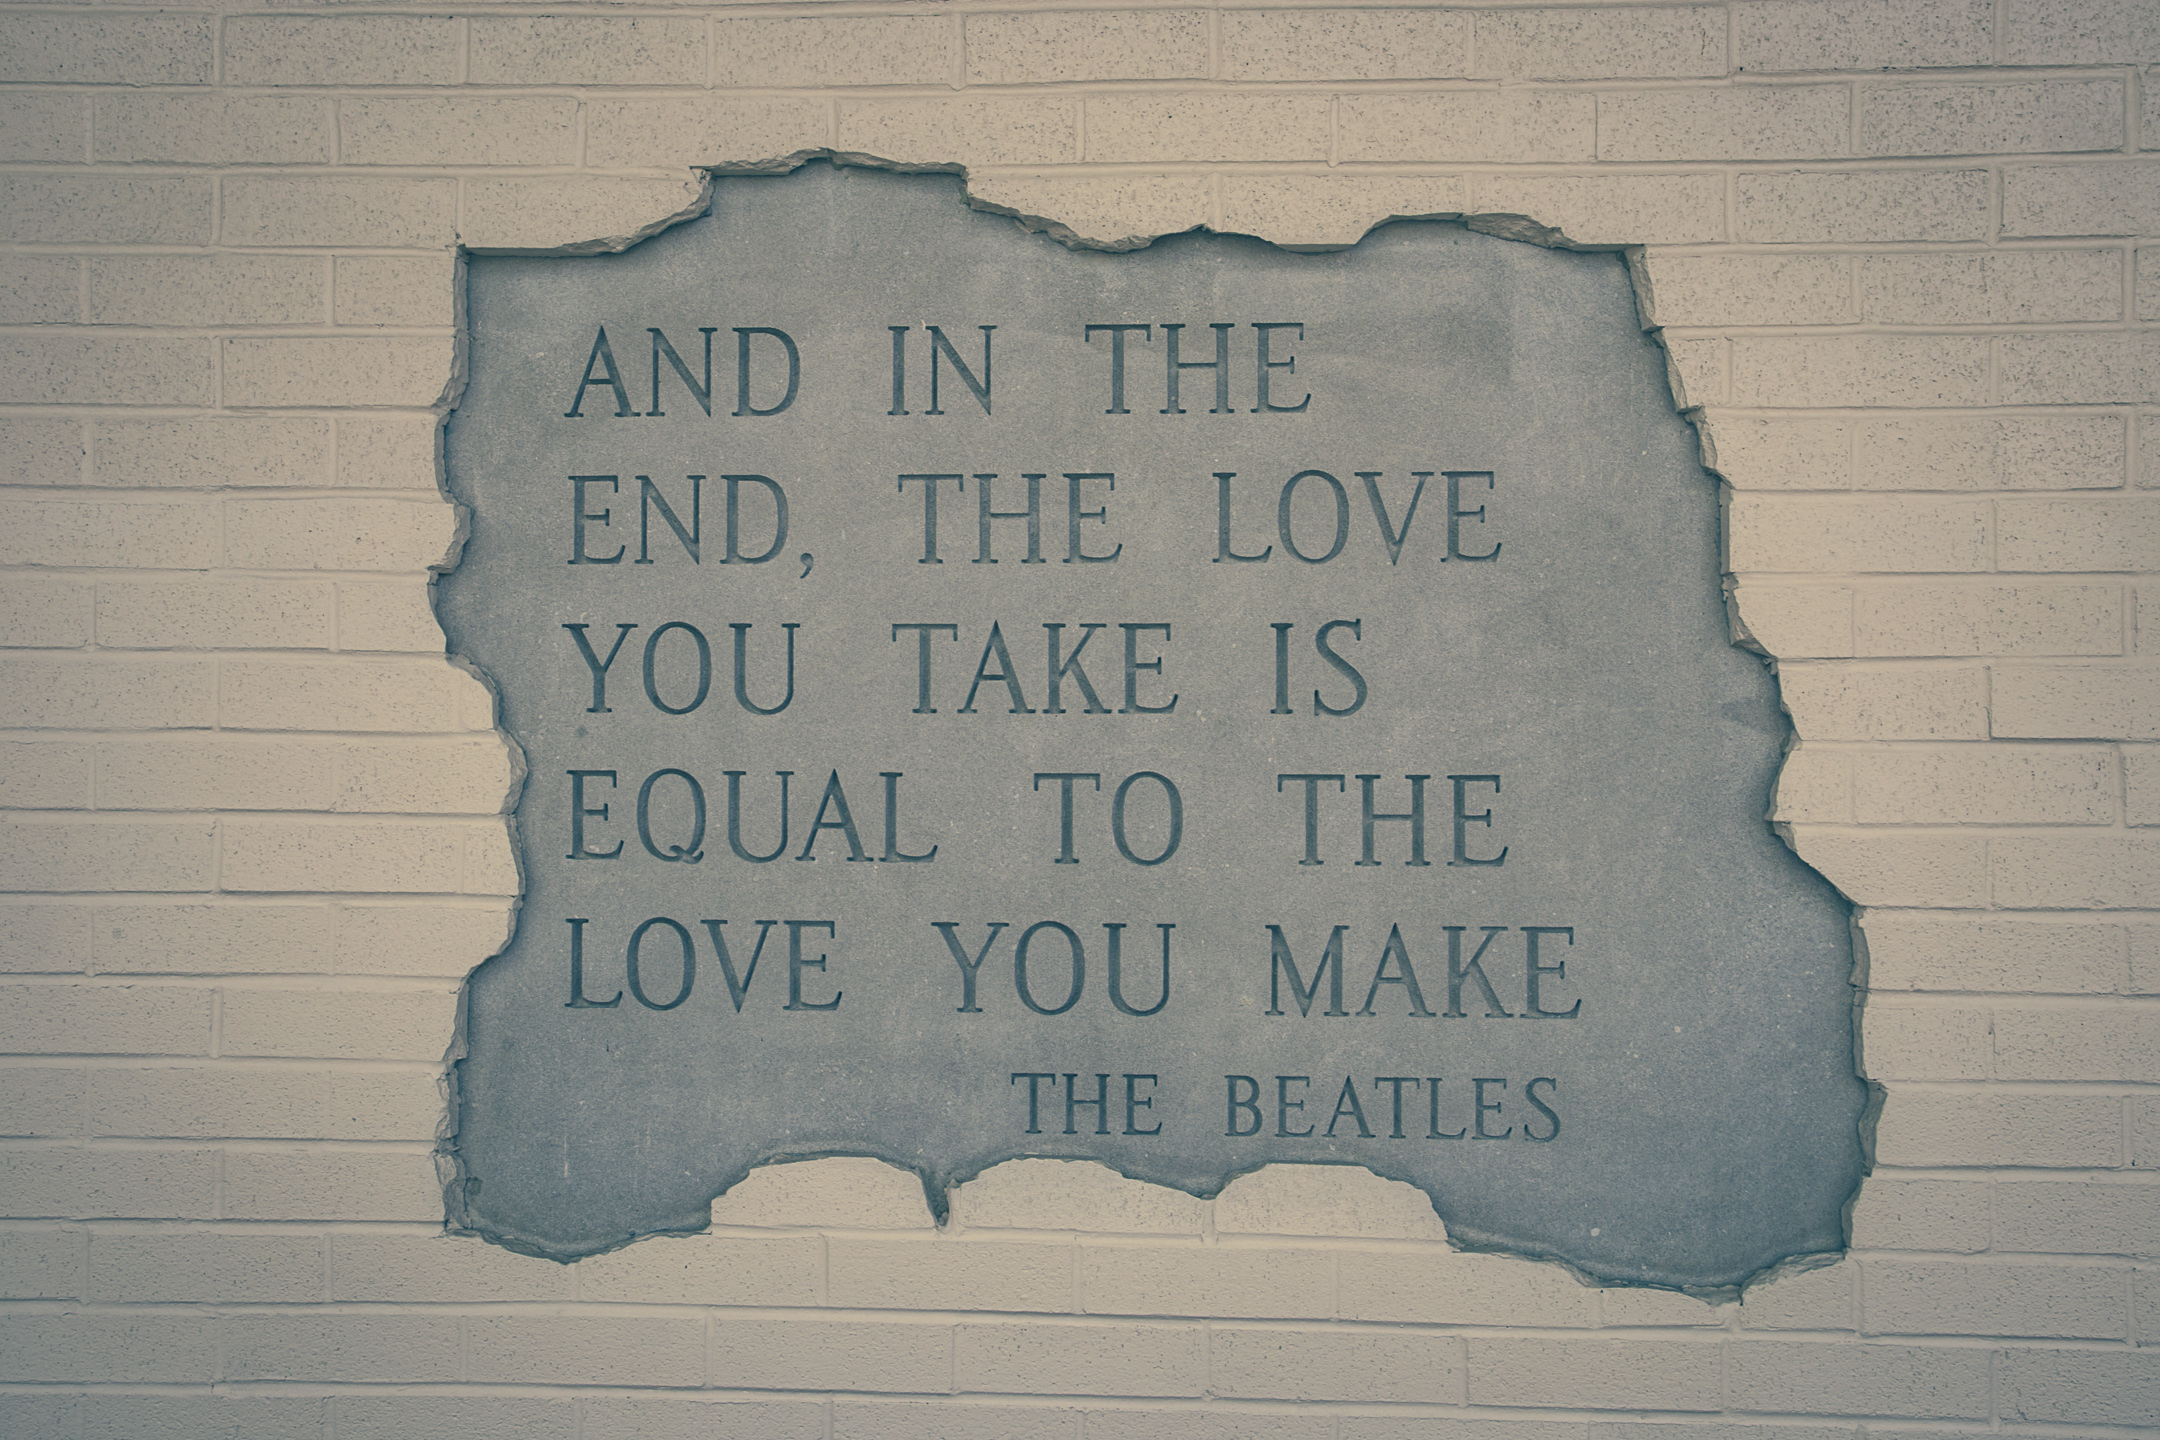 AND IN THE
END, THE LOVE
YOU TAKE IS
EQUAL TO THE
LOVE YOU MAKE
THE BEATLES